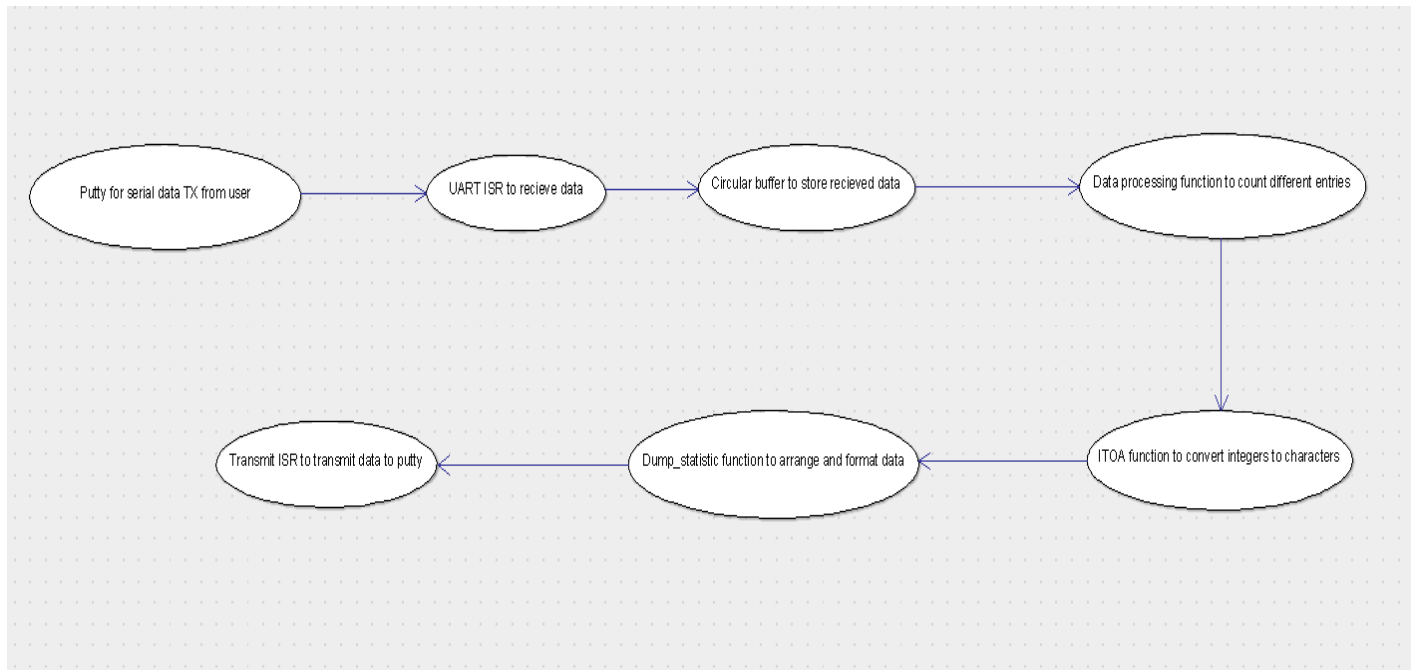 Putty for serial data TX from user
UART ISR to recieve data
Circular buffer to store recieved data
Data processing function to count different entries
Transmit ISR to transmit data to putty
Dump_statistic function to arrange and format data
ITOA function to convert integers to characters